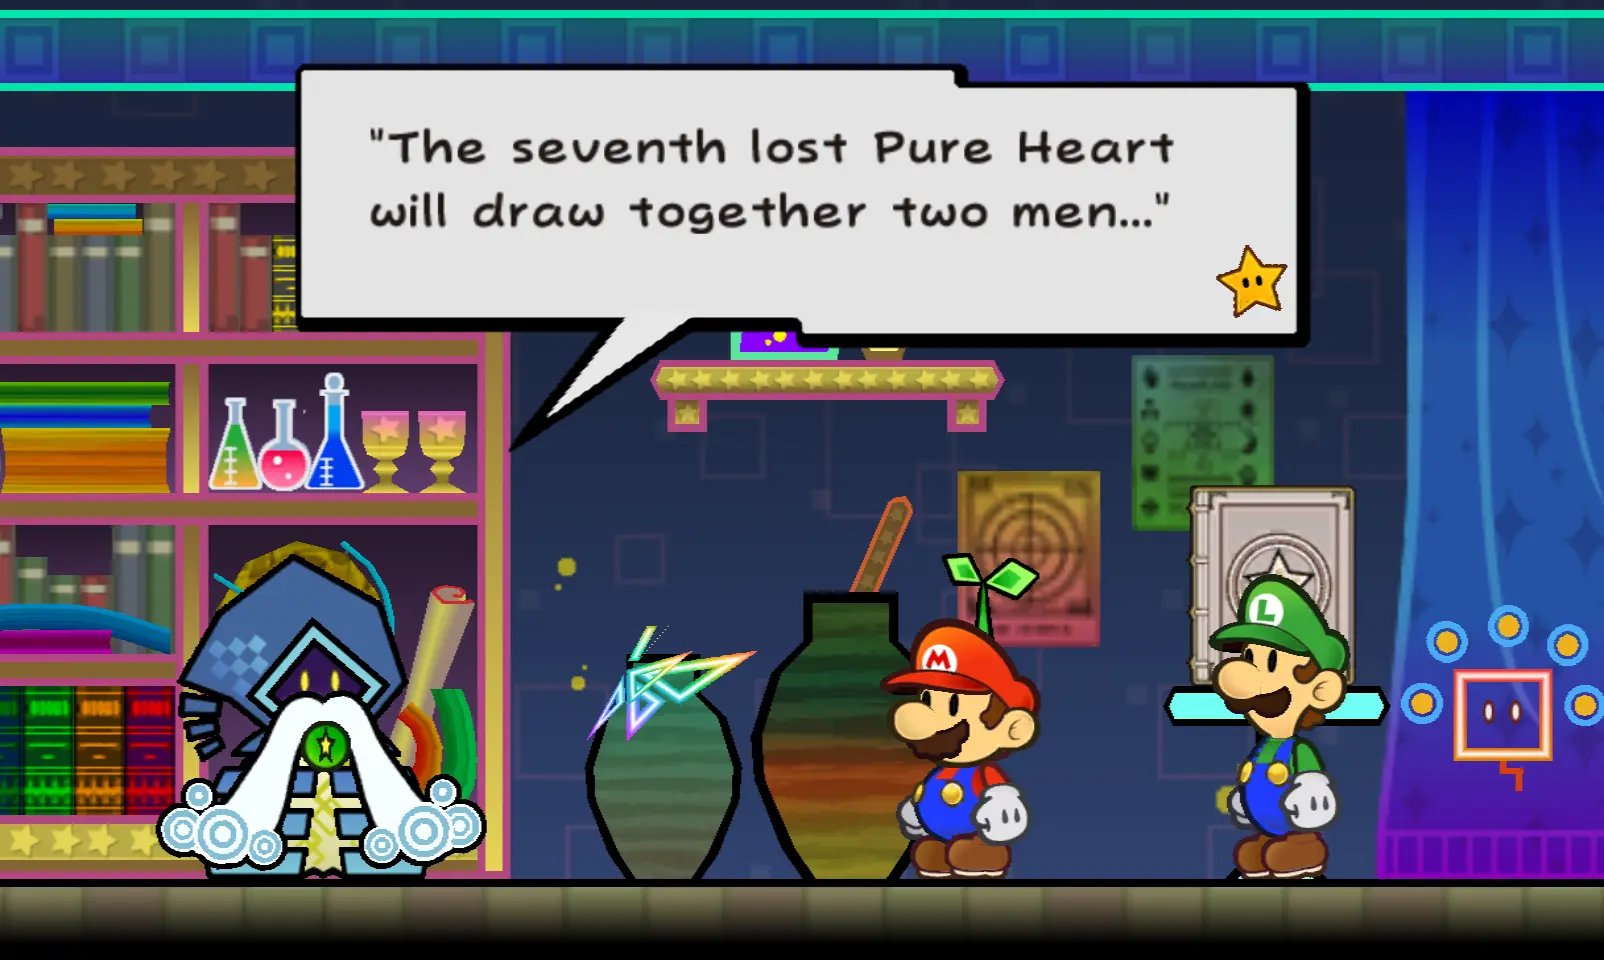 "The seventh lost Pure Heart
will draw together two men..."
M
L